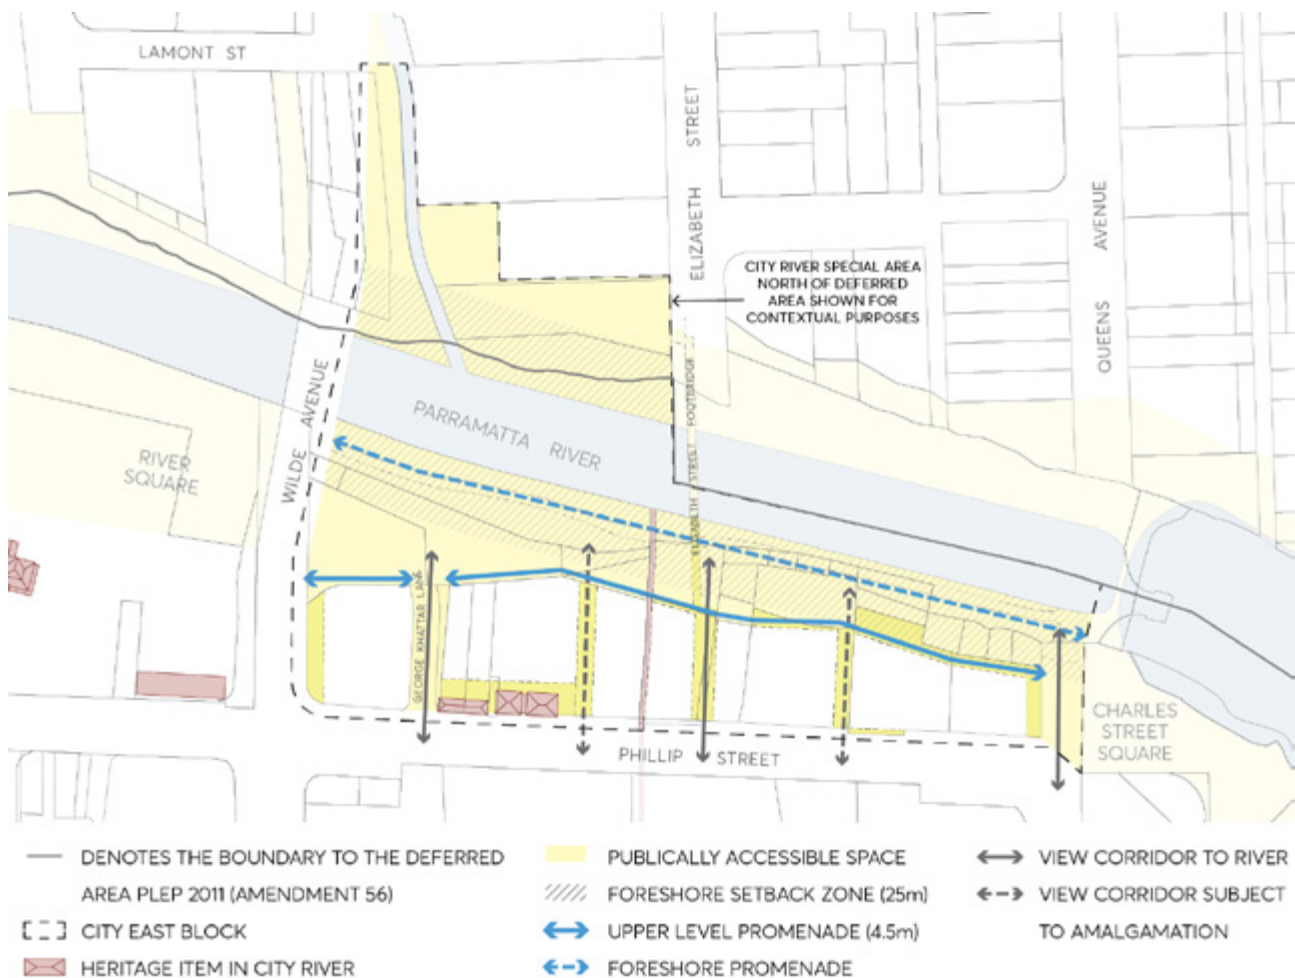 LAMONT ST
ELIZABETH STREET
QUEENS AVENUE
CITY RIVER SPECIAL AREA
NORTH OF DEFERRED
AREA SHOWN FOR
CONTEXTUAL PURPOSES
WILDE AVENUE
PARRAMATTA RIVER
ELIZABETH STREET FOOTBRIDGE
RIVER
SQUARE
GEORGE KHATTAR LANE
PHILLIP STREET
CHARLES
STREET
SQUARE
DENOTES THE BOUNDARY TO THE DEFERRED
AREA PLEP 2011 (AMENDMENT 56)
CITY EAST BLOCK
HERITAGE ITEM IN CITY RIVER
PUBLICALLY ACCESSIBLE SPACE
FORESHORE SETBACK ZONE (25m)
UPPER LEVEL PROMENADE (4.5m)
FORESHORE PROMENADE
VIEW CORRIDOR TO RIVER
VIEW CORRIDOR SUBJECT
TO AMALGAMATION